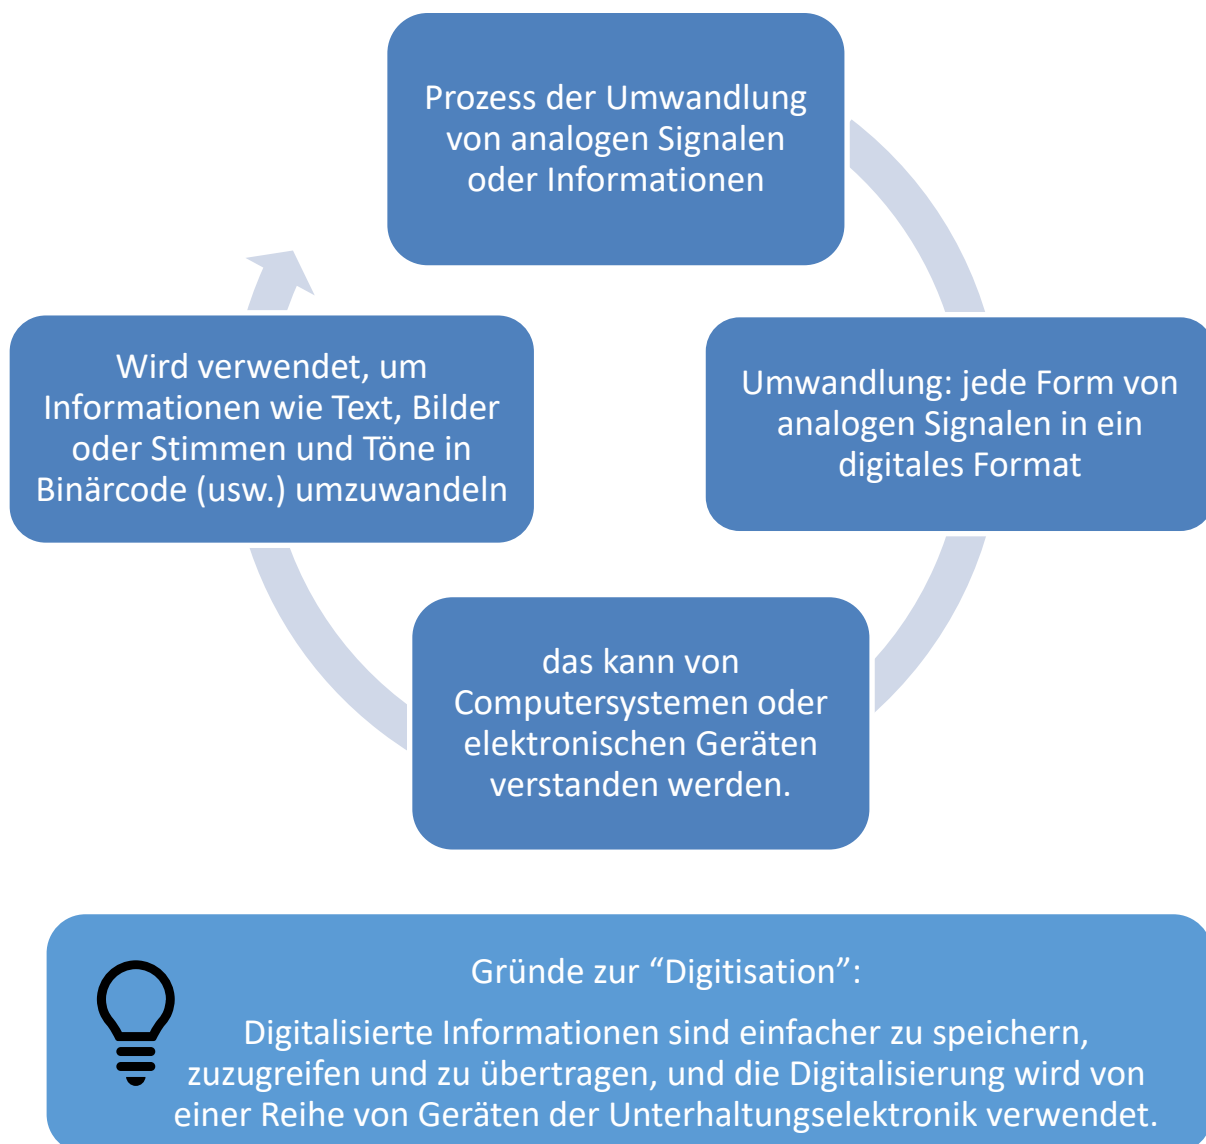 Prozess der Umwandlung
von analogen Signalen
oder Informationen
Umwandlung: jede Form von
analogen Signalen in ein
digitales Format
das kann von
Computersystemen oder
elektronischen Geräten
verstanden werden.
Wird verwendet, um
Informationen wie Text, Bilder
oder Stimmen und Töne in
Binärcode (usw.) umzuwandeln
Gründe zur “Digitisation”:
Digitalisierte Informationen sind einfacher zu speichern,
zuzugreifen und zu übertragen, und die Digitalisierung wird von
einer Reihe von Geräten der Unterhaltungselektronik verwendet.